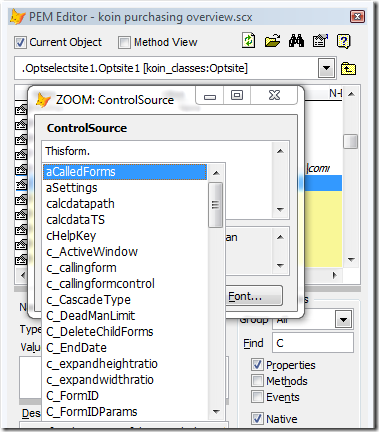 PEM Editor - koin purchasing overview.scx
Current Object
Method View
.Optselectsite1.Optsite1 [koin_classes:Optsite]
ZOOM: ControlSource
ControlSource
Thisform.
aCalledForms
aSettings
calcdatapath
calcdataTS
cHelpKey
C_ActiveWindow
C_callingform
C_callingformcontrol
C_CascadeType
C_DeadManLimit
C_DeleteChildForms
C_EndDate
C_expandheightratio
C_expandwidthratio
C_FormID
C_FormIDParams
an
Font...
Typ
Valu
Des
Group
All
Find
C
Properties
Methods
Events
Native